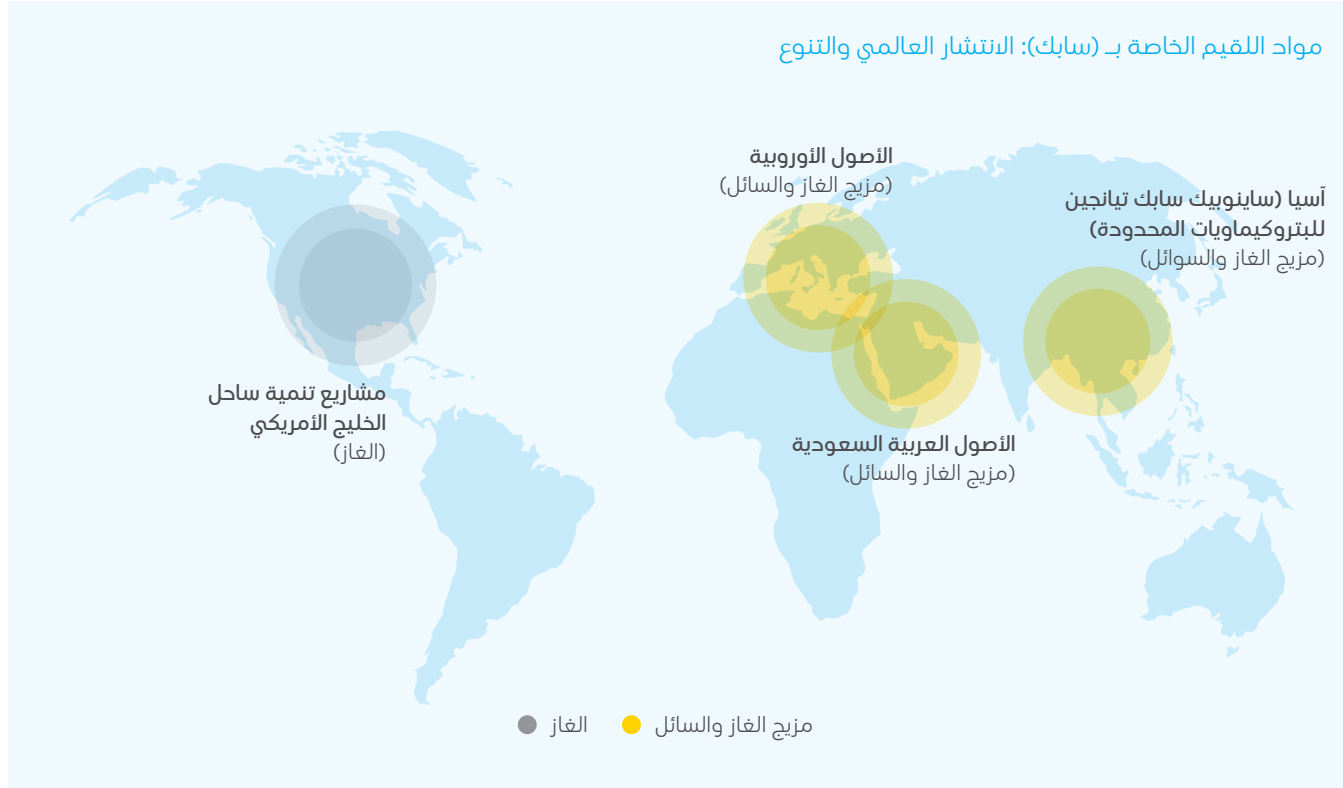 مواد اللقيم الخاصة بـ (سابك): الانتشار العالمي والتنوع
الأصول الأوروبية
(مزيج الغاز والسائل)
آسيا (ساينوبيك سابك تيانجين
للبتروكيماويات المحدودة)
(مزيج الغاز والسوائل)
مشاريع تنمية ساحل
الخليج الأمريكي
(الغاز)
الأصول العربية السعودية
(مزيج الغاز والسائل)
مزيج الغاز والسائل
الغاز